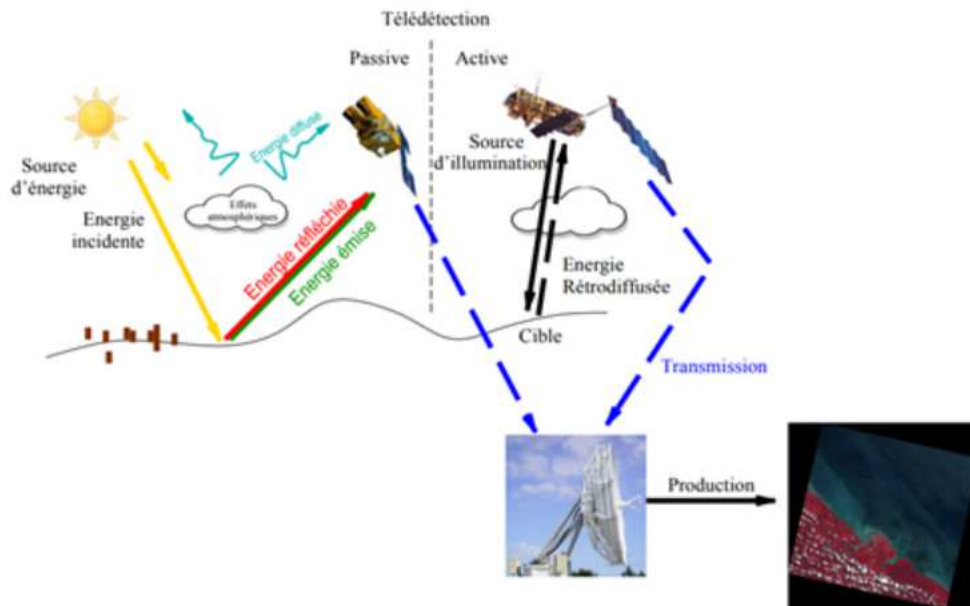 Télédétection
Passive
Active
Energie diffuse
Source
d'énergie
Energie
incidente
Effets
atmosphériques
Energie réfléchie
Energie émise
Source
d'illumination
Energie
Rétrodiffusée
Cible
Transmission
Production